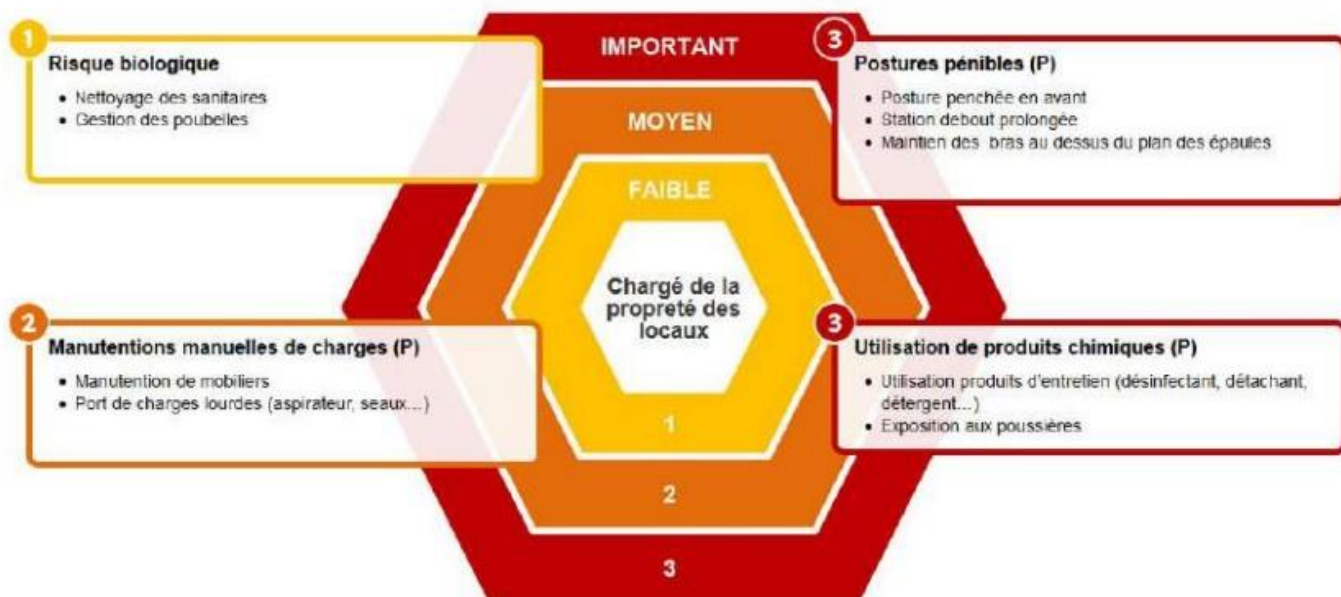 1
Risque biologique
• Nettoyage des sanitaires
• Gestion des poubelles
IMPORTANT
MOYEN
FAIBLE
3
Postures pénibles (P)
• Posture penchée en avant
• Station debout prolongée
• Maintien des bras au dessus du plan des épaules
Chargé de la
propreté des
locaux
2
Manutentions manuelles de charges (P)
• Manutention de mobiliers
• Port de charges lourdes (aspirateur, seaux...)
3
Utilisation de produits chimiques (P)
• Utilisation produits d'entretien (désinfectant, détachant,
détergent...)
• Exposition aux poussières
1
2
3